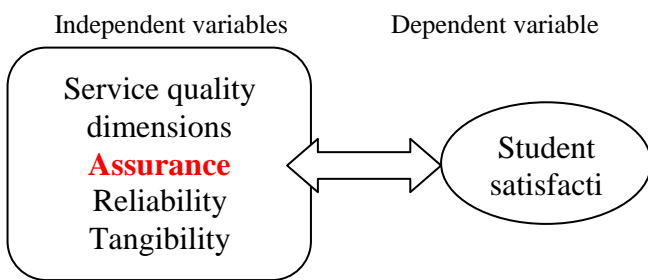 Independent variables
Dependent variable
Service quality
dimensions
Assurance
Reliability
Tangibility
Student
satisfacti